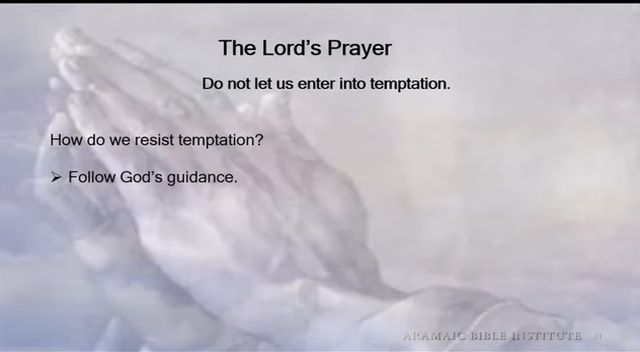 The Lord's Prayer
Do not let us enter into temptation.
How do we resist temptation?
➢ Follow God's guidance.
ARAMAIC BIBLE INSTITUTE